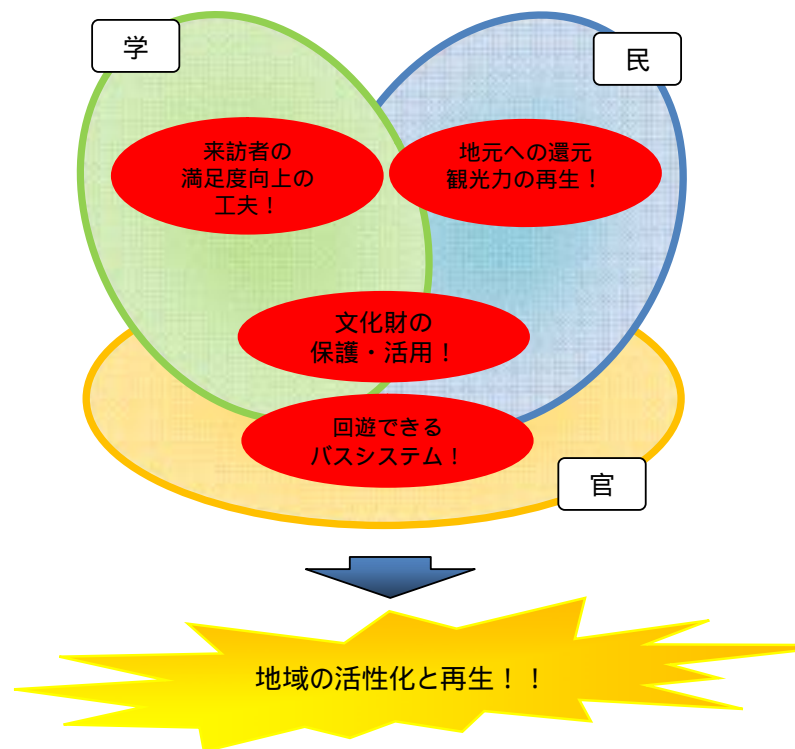 学
民
来訪者の
満足度向上の
工夫！
地元への還元
観光力の再生！
文化財の
保護・活用！
回遊できる
バスシステム！
官
地域の活性化と再生！！